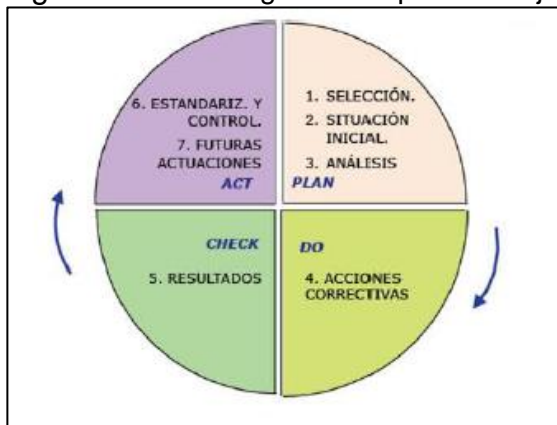 6. ESTANDARIZ. Y
CONTROL.
7. FUTURAS
ACTUACIONES
ACT
1. SELECCIÓN.
2. SITUACIÓN
INICIAL.
3. ANÁLISIS
PLAN
CHECK
5. RESULTADOS
DO
4. ACCIONES
CORRECTIVAS